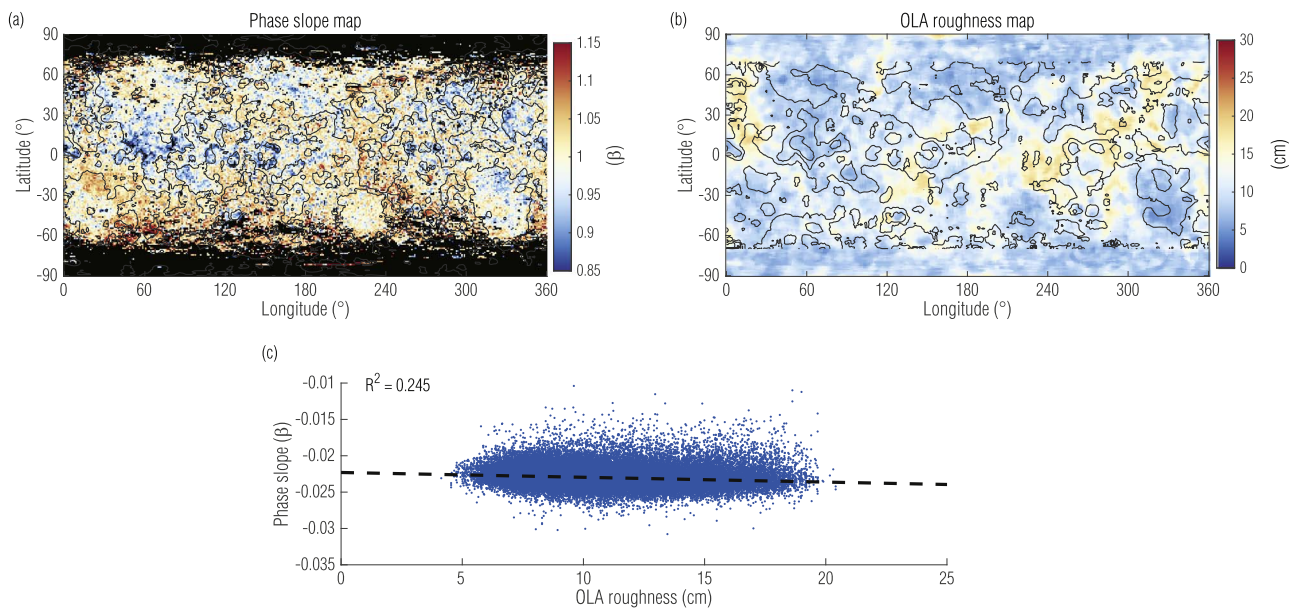 (a)
Phase slope map
90
60
30
0
-30
-60
-90
Latitude (°)
0 60 120 180 240 300 360
Longitude (°)
1.15
1.1
1.05
1
0.95
0.9
0.85
(β)
(b)
OLA roughness map
90
60
30
0
-30
-60
-90
Latitude (°)
0 60 120 180 240 300 360
Longitude (°)
30
25
20
15
10
5
0
(cm)
(c)
R² = 0.245
-0.01
-0.015
-0.02
-0.025
-0.03
-0.035
Phase slope (β)
0 5 10 15 20 25
OLA roughness (cm)